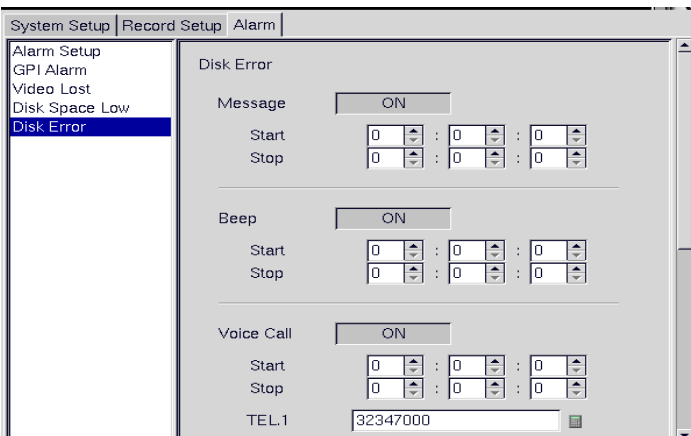 System Setup Record Setup Alarm
Alarm Setup
GPI Alarm
Video Lost
Disk Space Low
Disk Error
Disk Error
Message ON
Start 0 : 0 : 0
Stop 0 : 0 : 0
Beep ON
Start 0 : 0 : 0
Stop 0 : 0 : 0
Voice Call ON
Start 0 : 0 : 0
Stop 0 : 0 : 0
TEL.1 32347000